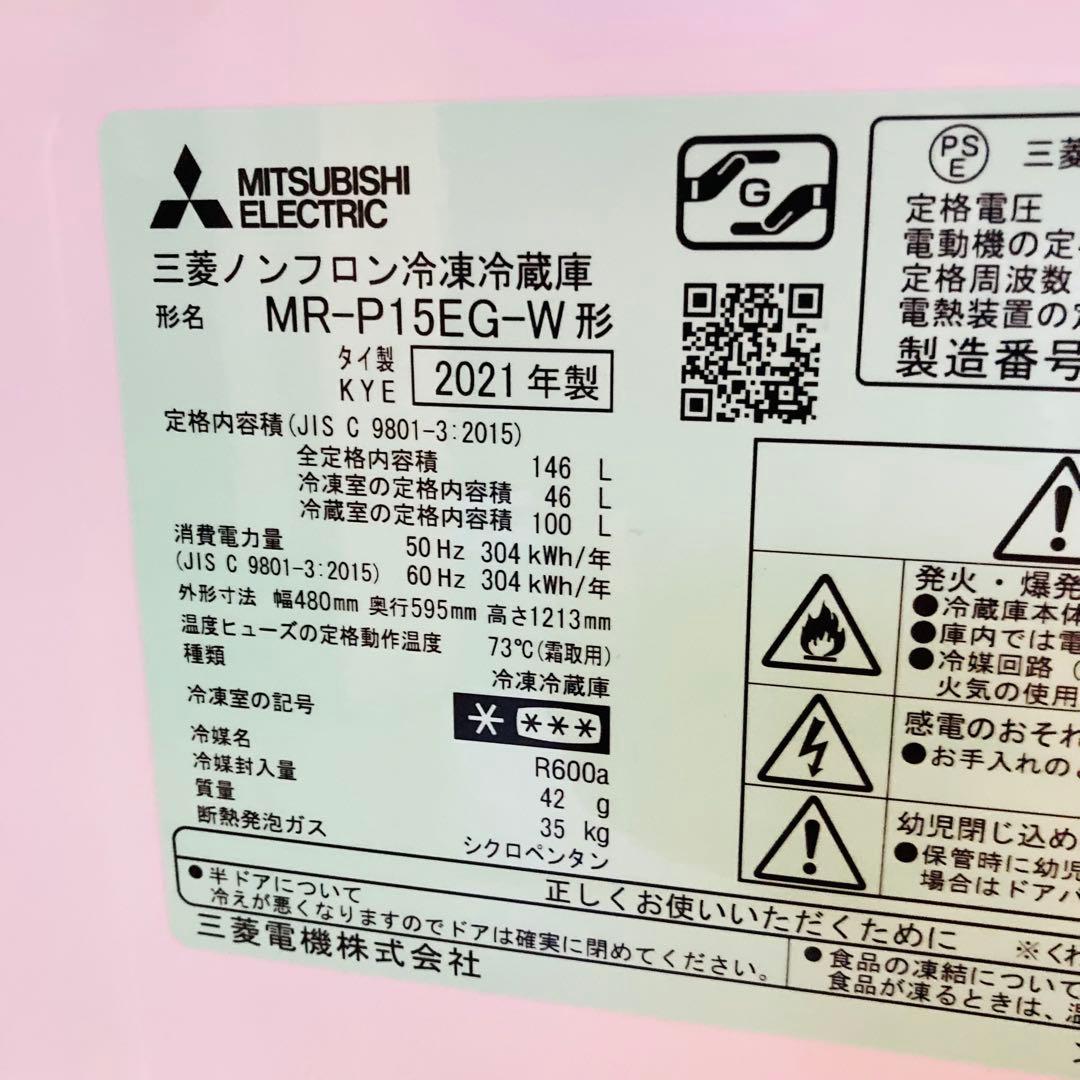 MITSUBISHI
ELECTRIC
三菱ノンフロン冷凍冷蔵庫
形名 MR-P15EG-W形
タイ製
KYE 2021年製
定格内容積(JIS C 9801-3:2015)
全定格内容積 146 L
冷凍室の定格内容積 46 L
冷蔵室の定格内容積 100 L
消費電力量 50Hz 304kWh/年
(JIS C 9801-3:2015) 60Hz 304kWh/年
外形寸法 幅480mm 奥行595mm 高さ1213mm
温度ヒューズの定格動作温度 73℃(霜取用)
種類 冷凍冷蔵庫
冷凍室の記号 * ***
冷媒名 R600a
冷媒封入量 42 g
質量 35 kg
断熱発泡ガス シクロペンタン
G
PS
E
三菱
定格電圧
電動機の定
定格周波数
電熱装置の定
製造番号
発火・爆発
●冷蔵庫本体
●庫内では電
●冷媒回路(
火気の使用
感電のおそれ
●お手入れの
幼児閉じ込め
●保管時に幼児
場合はドアパ
正しくお使いいただくために ※くわ
●半ドアについて
冷えが悪くなりますのでドアは確実に閉めてください。
●食品の凍結について
食品が凍るときは、温
三菱電機株式会社